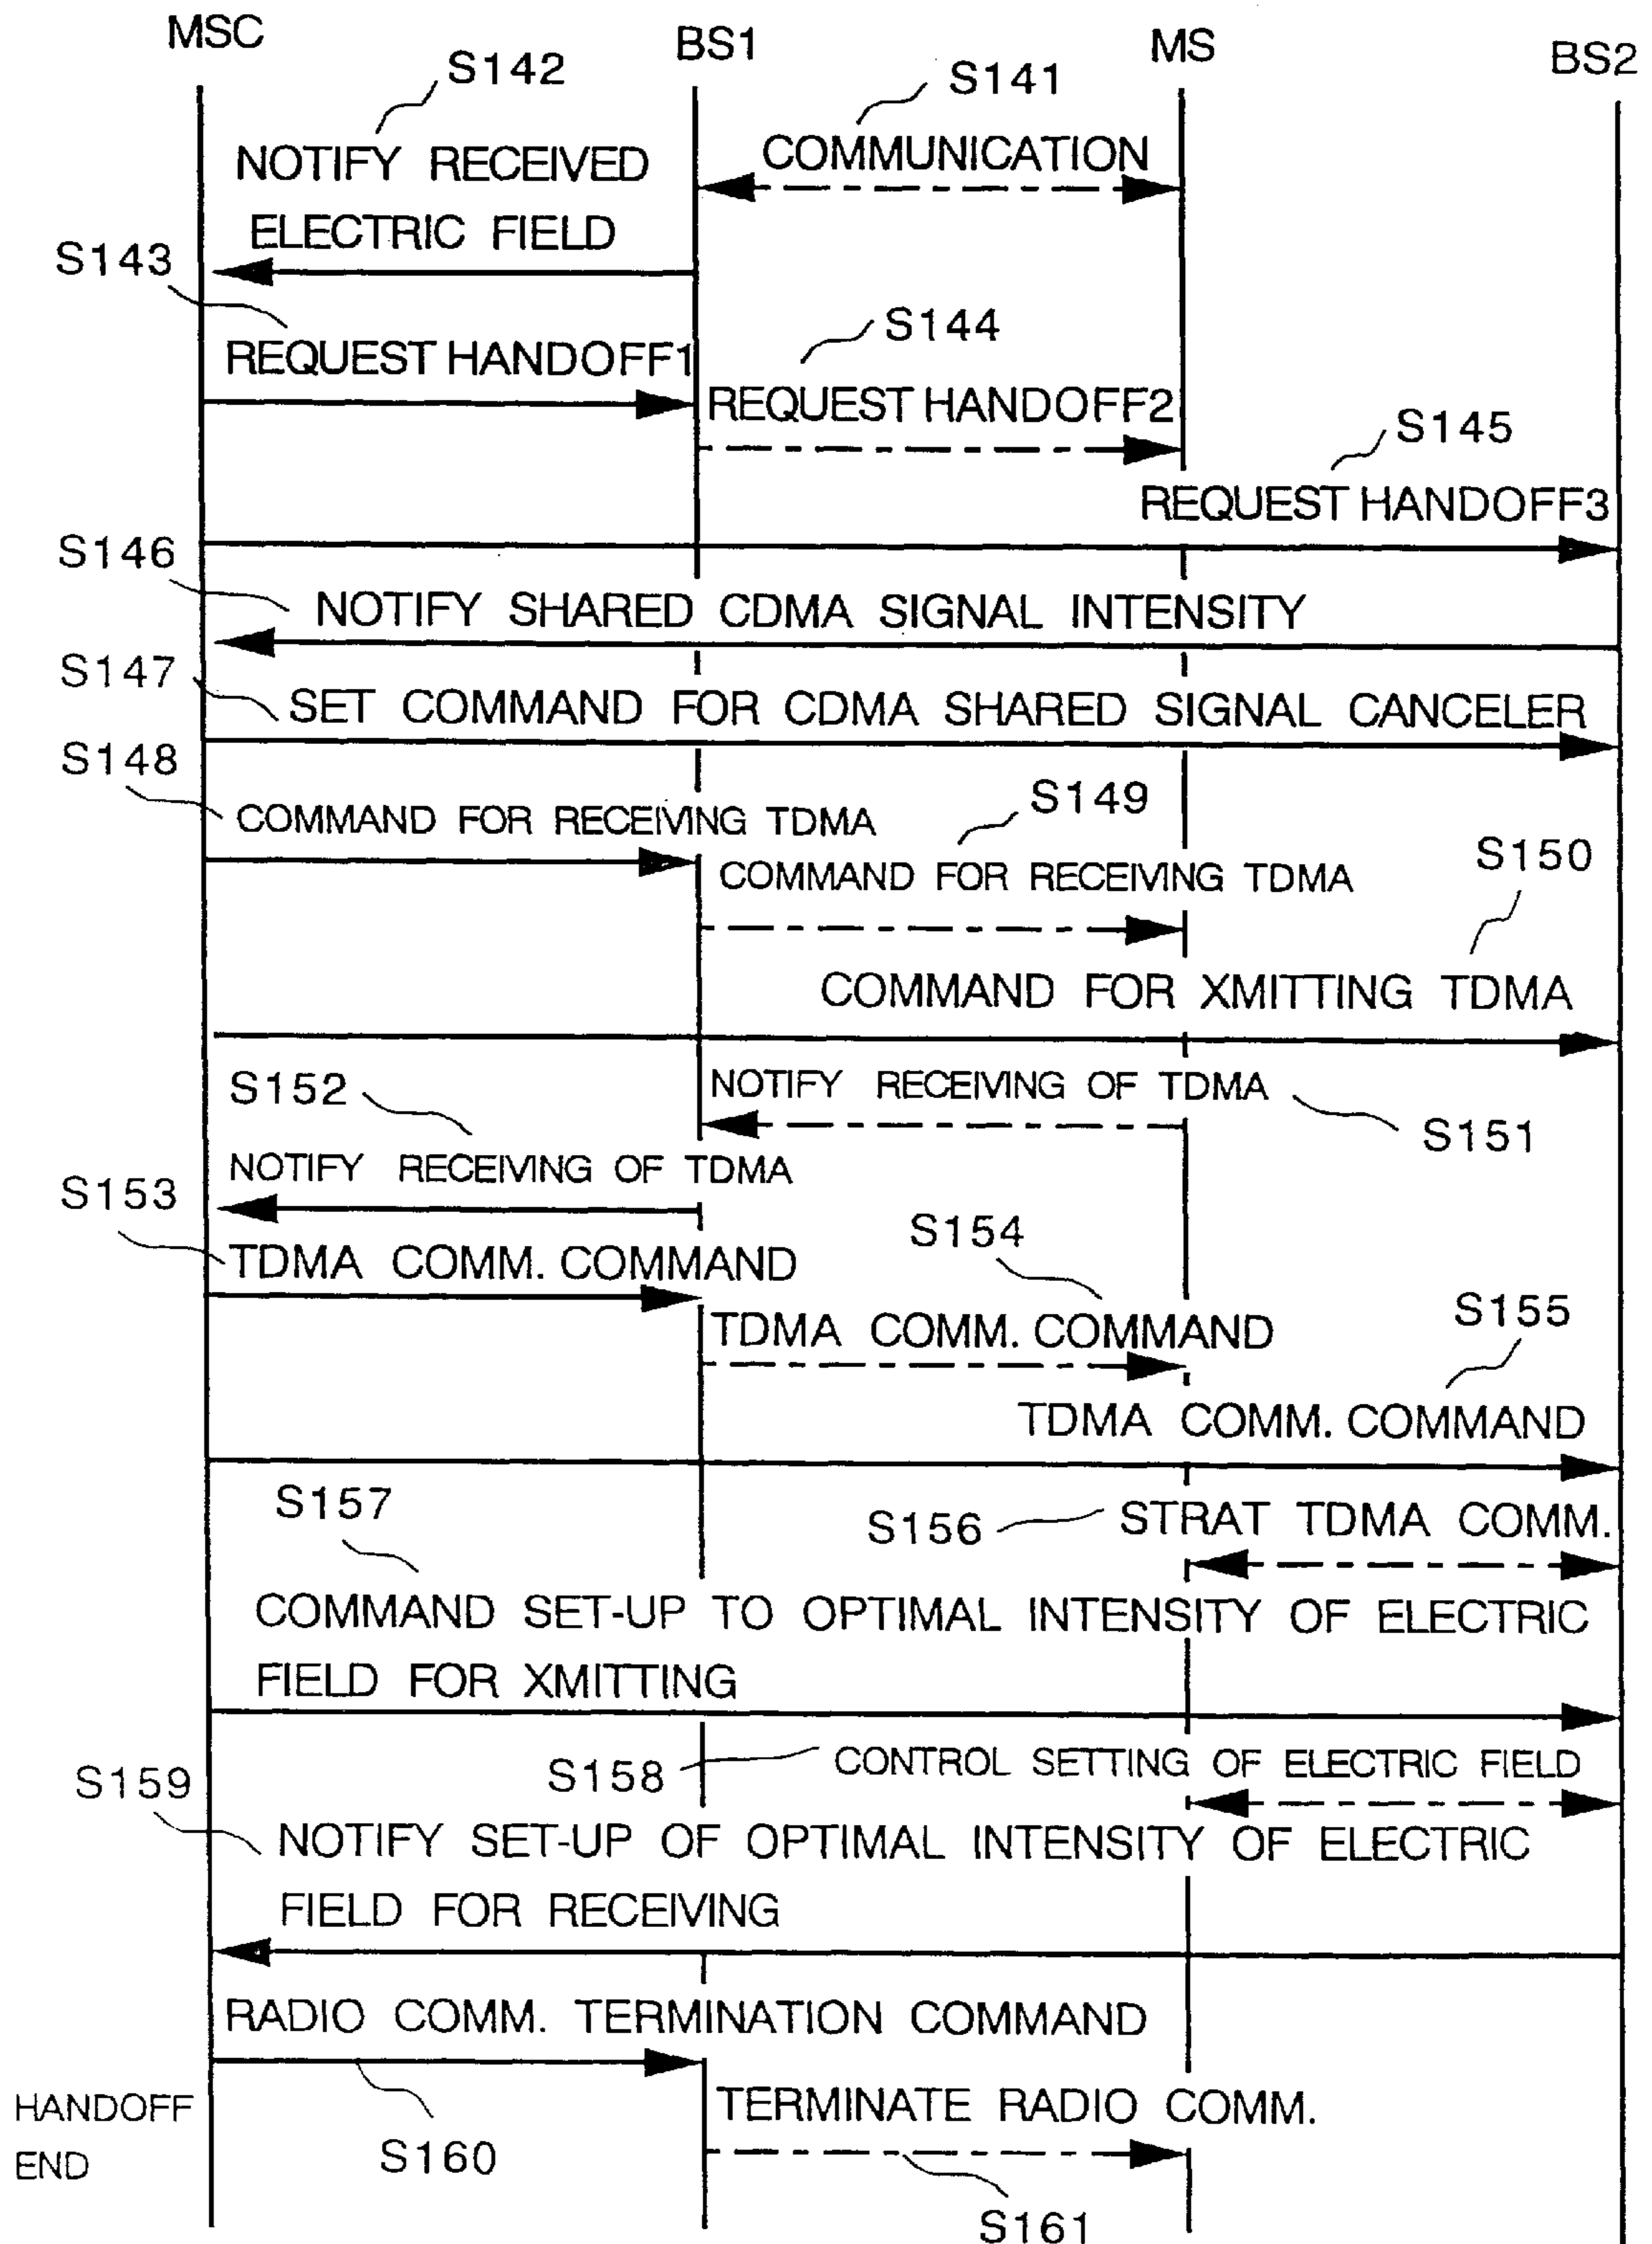 MSC
BS1
MS
BS2
S142
S141
NOTIFY RECEIVED
COMMUNICATION
ELECTRIC FIELD
S143
REQUEST HANDOFF1
S144
REQUEST HANDOFF2
S145
REQUEST HANDOFF3
S146
NOTIFY SHARED CDMA SIGNAL INTENSITY
S147
SET COMMAND FOR CDMA SHARED SIGNAL CANCELER
S148
COMMAND FOR RECEIVING TDMA
S149
COMMAND FOR RECEIVING TDMA
S150
COMMAND FOR XMITTING TDMA
S152
NOTIFY RECEIVING OF TDMA
S151
NOTIFY RECEIVING OF TDMA
S153
TDMA COMM. COMMAND
S154
TDMA COMM. COMMAND
S155
TDMA COMM. COMMAND
S157
S156
STRAT TDMA COMM.
COMMAND SET-UP TO OPTIMAL INTENSITY OF ELECTRIC
FIELD FOR XMITTING
S158
CONTROL SETTING OF ELECTRIC FIELD
S159
NOTIFY SET-UP OF OPTIMAL INTENSITY OF ELECTRIC
FIELD FOR RECEIVING
RADIO COMM. TERMINATION COMMAND
HANDOFF
END
S160
TERMINATE RADIO COMM.
S161